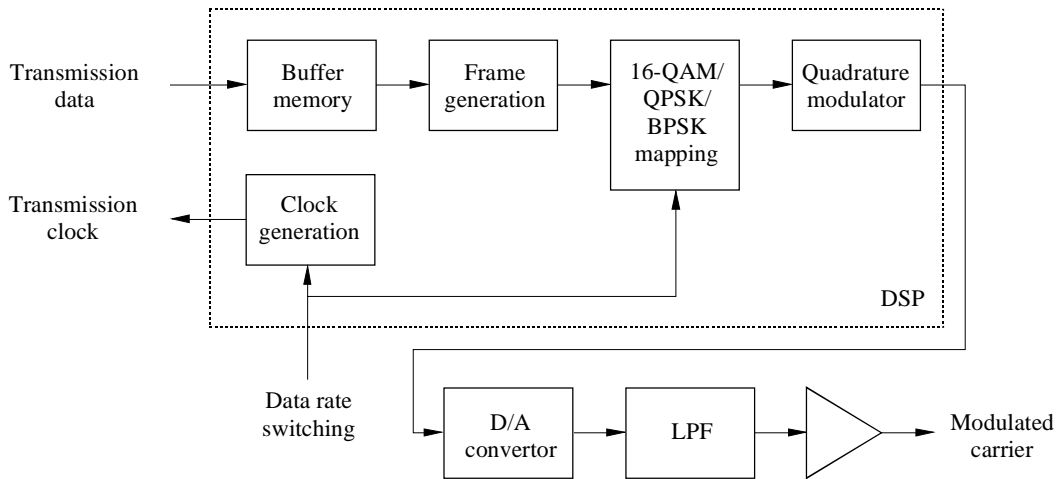 Transmission
data
Buffer
memory
Frame
generation
16-QAM/
QPSK/
BPSK
mapping
Quadrature
modulator
Transmission
clock
Clock
generation
DSP
Data rate
switching
D/A
convertor
LPF
Modulated
carrier